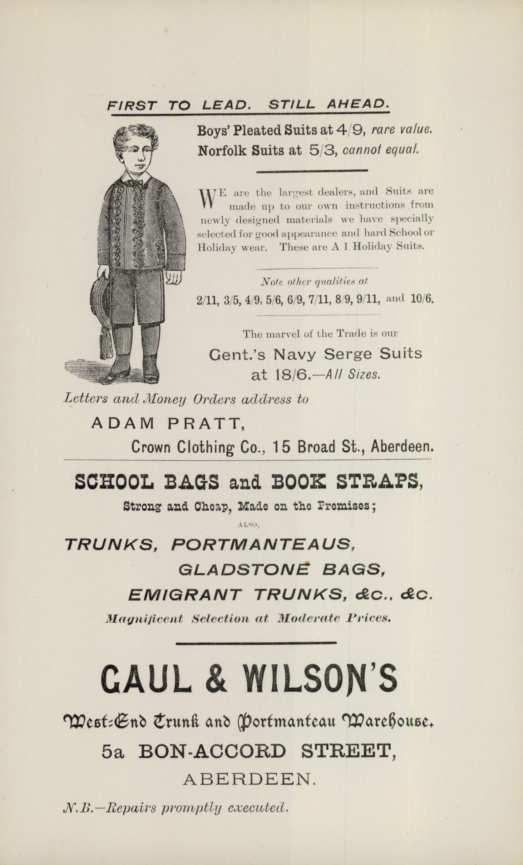 FIRST TO LEAD. STILL AHEAD.
Boys' Pleated Suits at 4/9, rare value.
Norfolk Suits at 5/3, cannot equal.
WE are the largest dealers, and Suits are
made up to our own instructions from
newly designed materials we have specially
selected for good appearance and hard School or
Holiday wear. These are A 1 Holiday Suits.
Note other qualities at
2/11, 3/5, 4/9, 5/6, 6/9, 7/11, 8/9, 9/11, and 10/6.
The marvel of the Trade is our
Gent.'s Navy Serge Suits
at 18/6.—All Sizes.
Letters and Money Orders address to
ADAM PRATT,
Crown Clothing Co., 15 Broad St., Aberdeen.
SCHOOL BAGS and BOOK STRAPS,
Strong and Cheap, Made on the Premises;
ALSO,
TRUNKS, PORTMANTEAUS,
GLADSTONE BAGS,
EMIGRANT TRUNKS, &C., &C.
Magnificent Selection at Moderate Prices.
GAUL & WILSON'S
West-End Trunk and Portmanteau Warehouse,
5a BON-ACCORD STREET,
ABERDEEN.
N.B.—Repairs promptly executed.